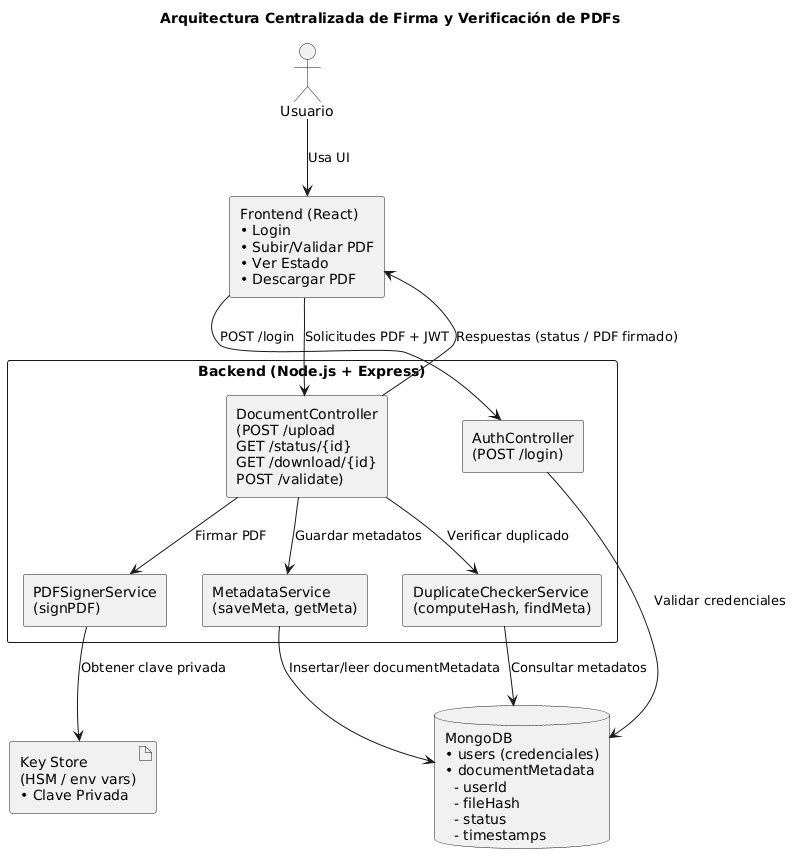 Arquitectura Centralizada de Firma y Verificación de PDFs
Usuario
Usa UI
Frontend (React)
• Login
• Subir/Validar PDF
• Ver Estado
• Descargar PDF
POST /login
Solicitudes PDF + JWT
Respuestas (status / PDF firmado)
Backend (Node.js + Express)
DocumentController
(POST /upload
GET /status/{id}
GET /download/{id}
POST /validate)
AuthController
(POST /login)
Firmar PDF
Guardar metadatos
Verificar duplicado
PDFSignerService
(signPDF)
MetadataService
(saveMeta, getMeta)
DuplicateCheckerService
(computeHash, findMeta)
Validar credenciales
Obtener clave privada
Insertar/leer documentMetadata
Consultar metadatos
Key Store
(HSM / env vars)
• Clave Privada
MongoDB
• users (credenciales)
• documentMetadata
- userId
- fileHash
- status
- timestamps